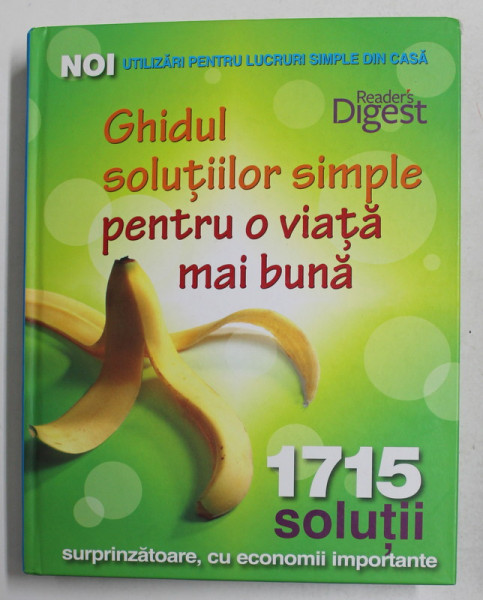 NOI UTILIZĂRI PENTRU LUCRURI SIMPLE DIN CASĂ
Reader's
Digest
Ghidul
soluțiilor simple
pentru o viață
mai bună
1715
soluții
surprinzătoare, cu economii importante